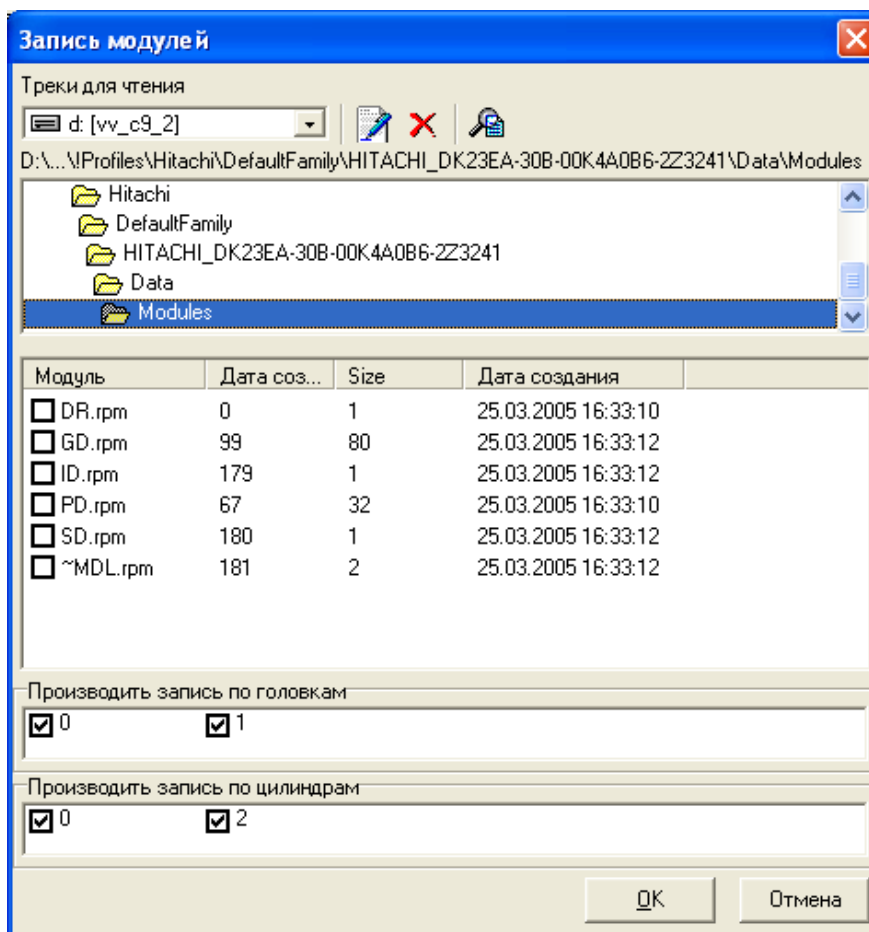 Запись модулей
Треки для чтения
d: [vv_c9_2]
D:\...\!Profiles\Hitachi\DefaultFamily\HITACHI_DK23EA-30B-00K4A0B6-2Z3241\Data\Modules
Hitachi
DefaultFamily
HITACHI_DK23EA-30B-00K4A0B6-2Z3241
Data
Modules
Модуль Дата соз... Size Дата создания
DR.rpm 0 1 25.03.2005 16:33:10
GD.rpm 99 80 25.03.2005 16:33:12
ID.rpm 179 1 25.03.2005 16:33:12
PD.rpm 67 32 25.03.2005 16:33:10
SD.rpm 180 1 25.03.2005 16:33:12
~MDL.rpm 181 2 25.03.2005 16:33:12
Производить запись по головкам
0 1
Производить запись по цилиндрам
0 2
OK Отмена